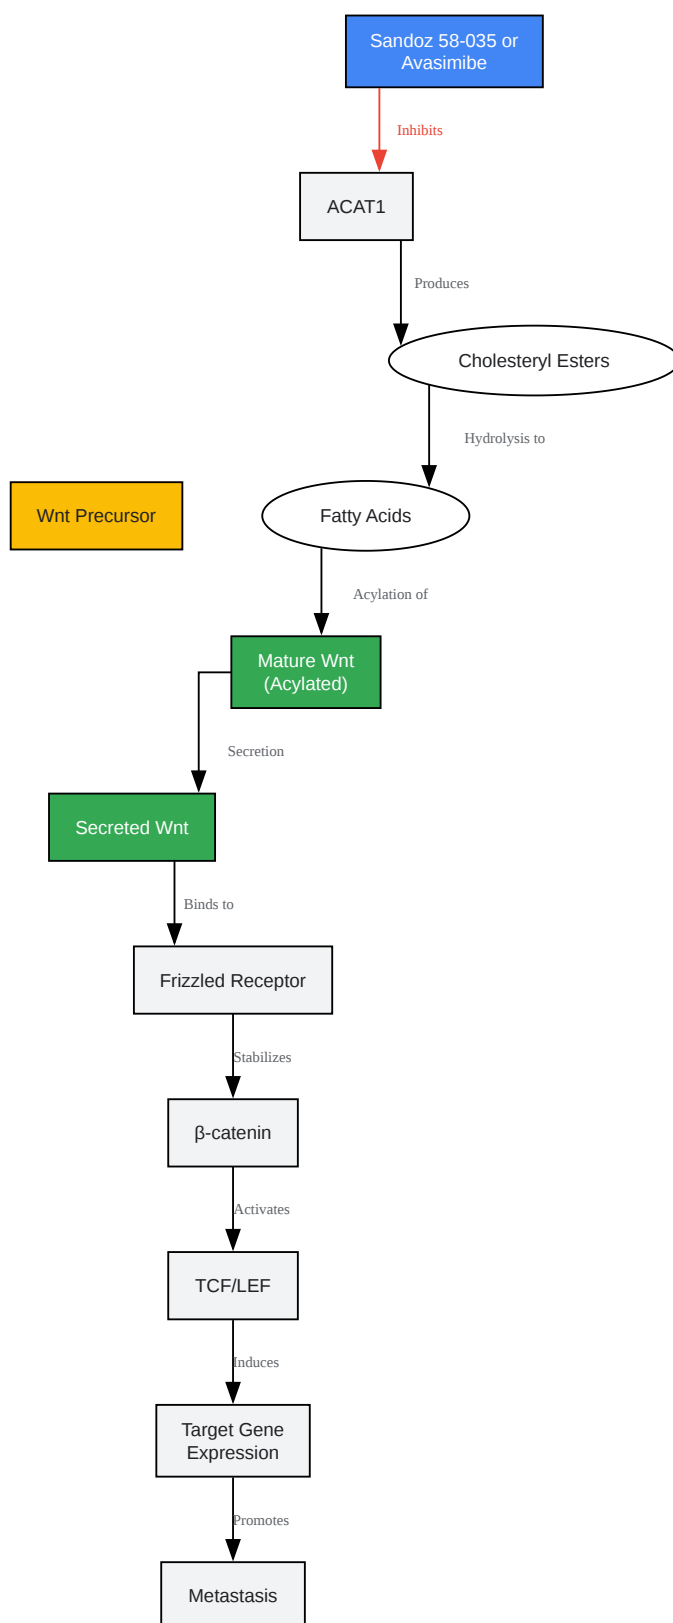 Sandoz 58-035 or
Avasimibe
Inhibits
ACAT1
Produces
Cholesteryl Esters
Hydrolysis to
Wnt Precursor
Fatty Acids
Acylation of
Mature Wnt
(Acylated)
Secretion
Secreted Wnt
Binds to
Frizzled Receptor
Stabilizes
β-catenin
Activates
TCF/LEF
Induces
Target Gene
Expression
Promotes
Metastasis